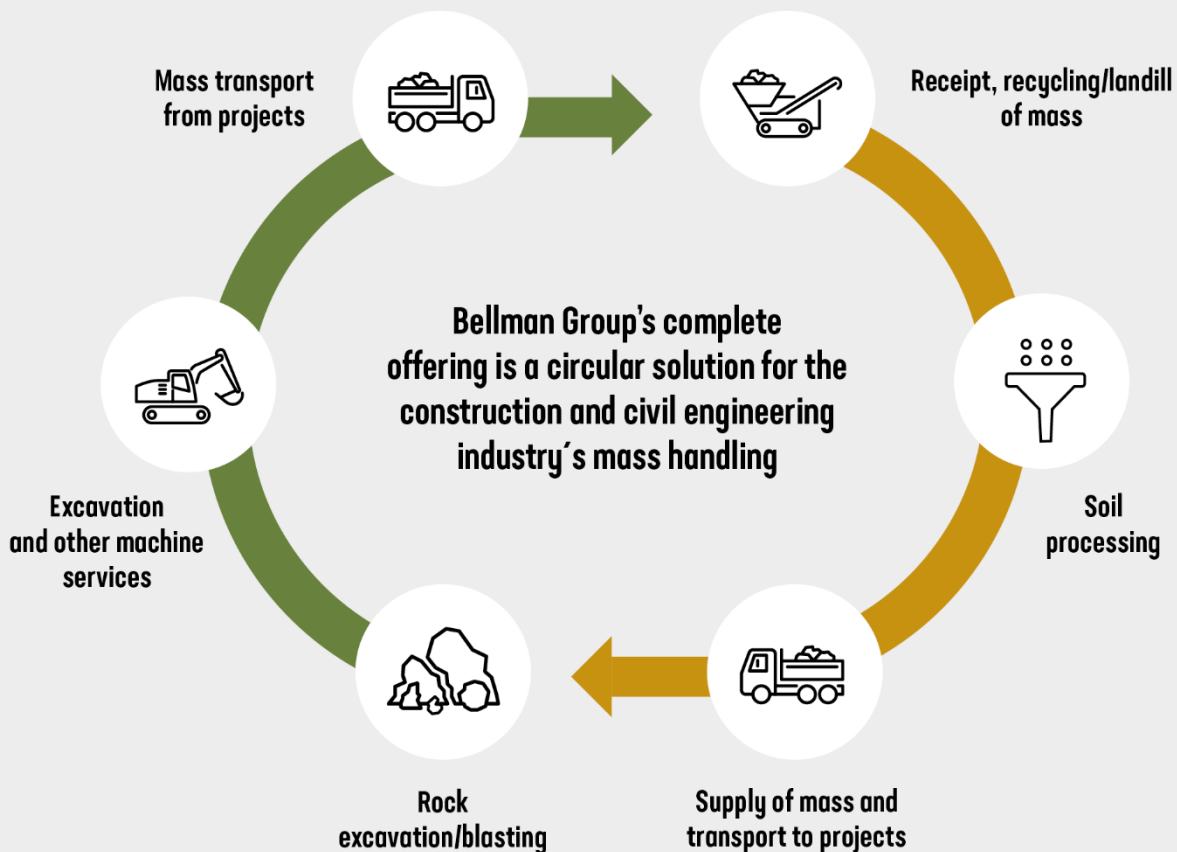 Mass transport
from projects
Receipt, recycling/landill
of mass
Bellman Group’s complete
offering is a circular solution for the
construction and civil engineering
industry´s mass handling
Excavation
and other machine
services
Soil
processing
Rock
excavation/blasting
Supply of mass and
transport to projects